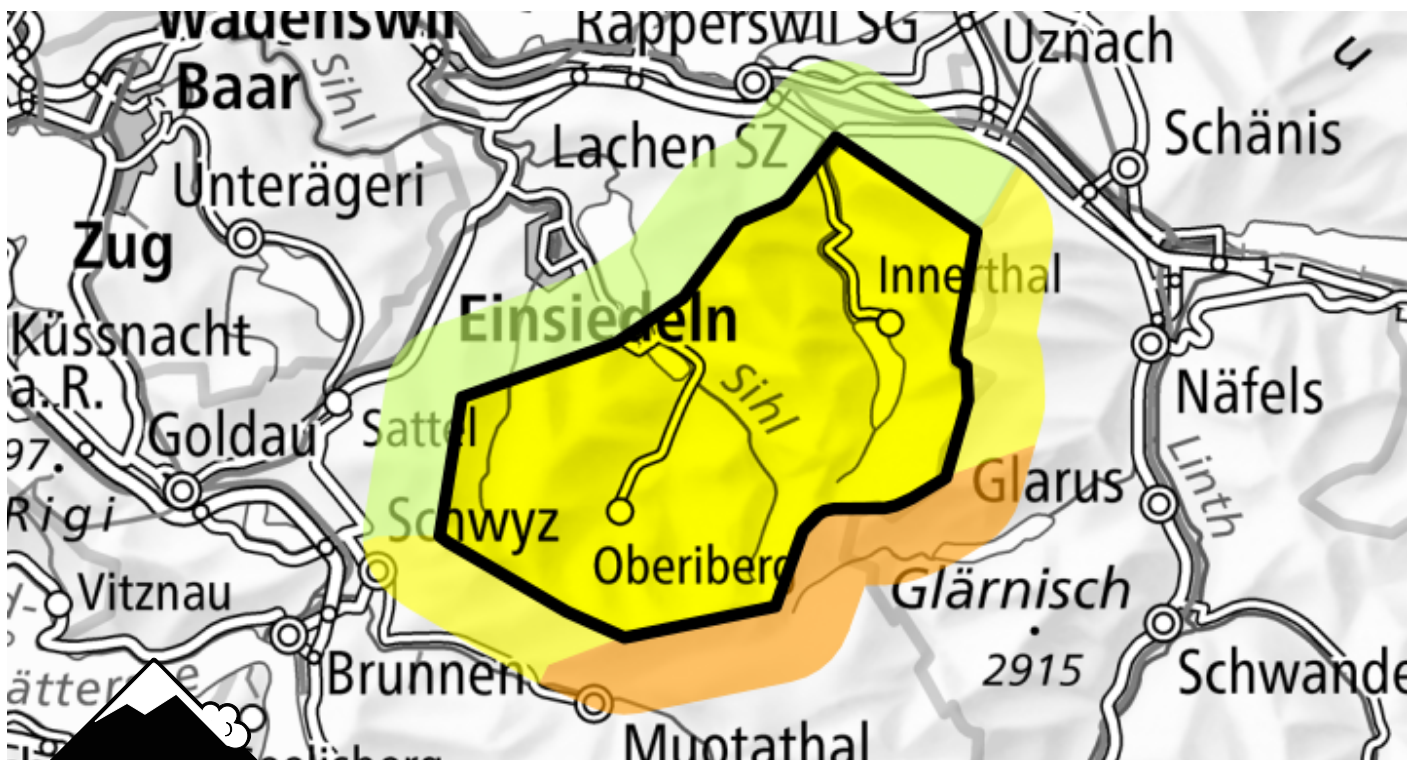 Wädenswil
Rapperswil SG
Uznach
u
Baar
Sihl
Schänis
Lachen SZ
Unterägeri
Zug
Innerthal
Einsiedeln
Küssnacht
a. R.
Näfels
Sihl
Sattel
Goldau
97.
Rigi
Glarus
Linth
Schwyz
Oberiberg
Vitznau
Glärnisch
2915
Brunnen
Schwande
Muotathal